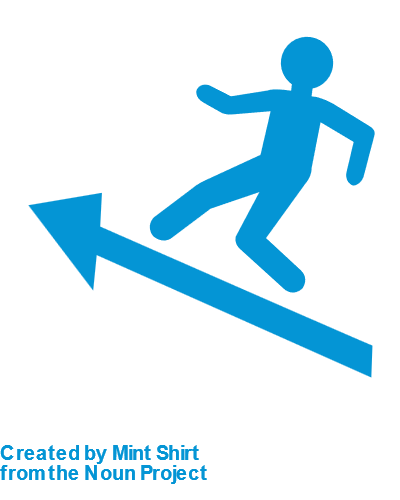 Created by Mint Shirt
from the Noun Project